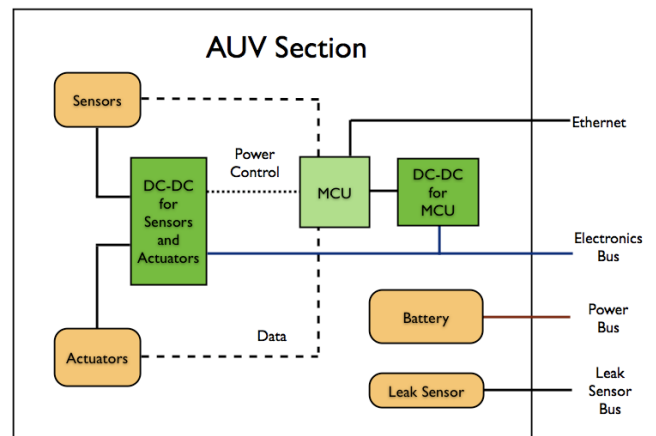 AUV Section
Sensors
Ethernet
Power
Control
DC-DC
for
Sensors
and
Actuators
MCU
DC-DC
for
MCU
Electronics
Bus
Battery
Power
Bus
Data
Actuators
Leak Sensor
Leak
Sensor
Bus